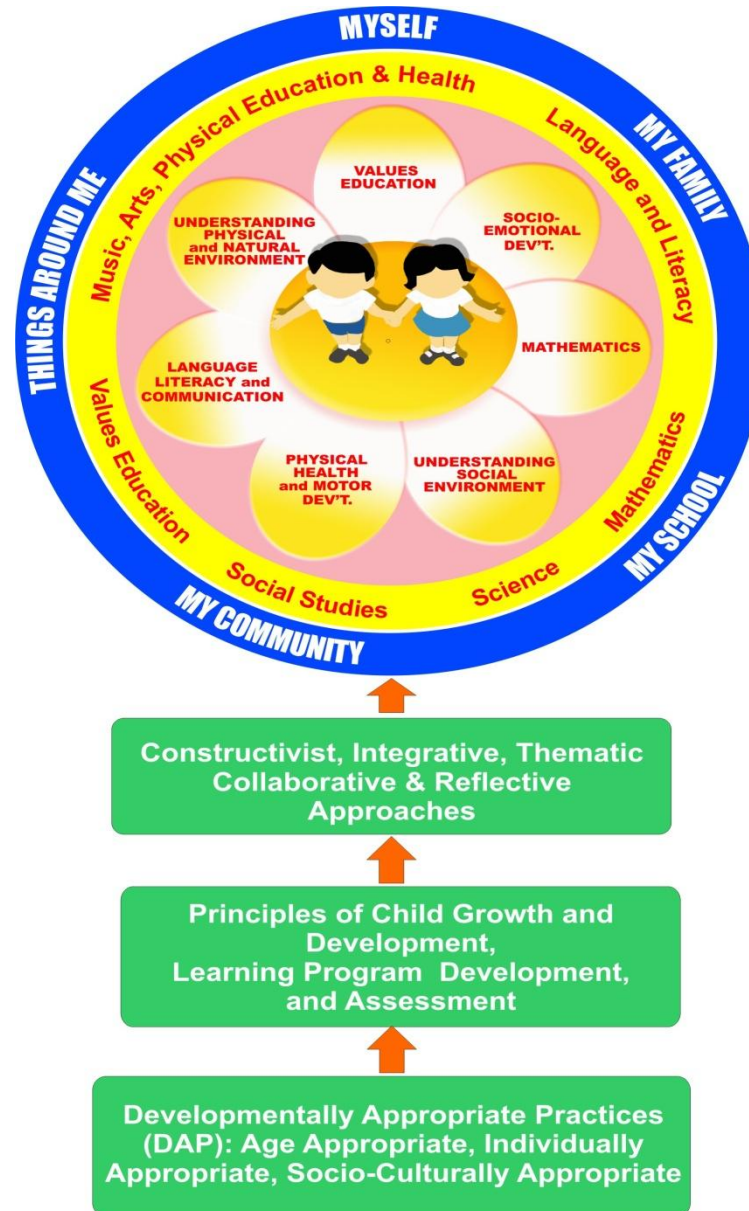 MYSELF
MY FAMILY
MY SCHOOL
MY COMMUNITY
THINGS AROUND ME
Music, Arts, Physical Education & Health
Language and Literacy
Mathematics
Science
Social Studies
Values Education
VALUES
EDUCATION
SOCIO-
EMOTIONAL
DEV'T.
MATHEMATICS
UNDERSTANDING
SOCIAL
ENVIRONMENT
PHYSICAL
HEALTH
and MOTOR
DEV'T.
LANGUAGE
LITERACY and
COMMUNICATION
UNDERSTANDING
PHYSICAL
and NATURAL
ENVIRONMENT
Constructivist, Integrative, Thematic
Collaborative & Reflective
Approaches
Principles of Child Growth and
Development,
Learning Program Development,
and Assessment
Developmentally Appropriate Practices
(DAP): Age Appropriate, Individually
Appropriate, Socio-Culturally Appropriate